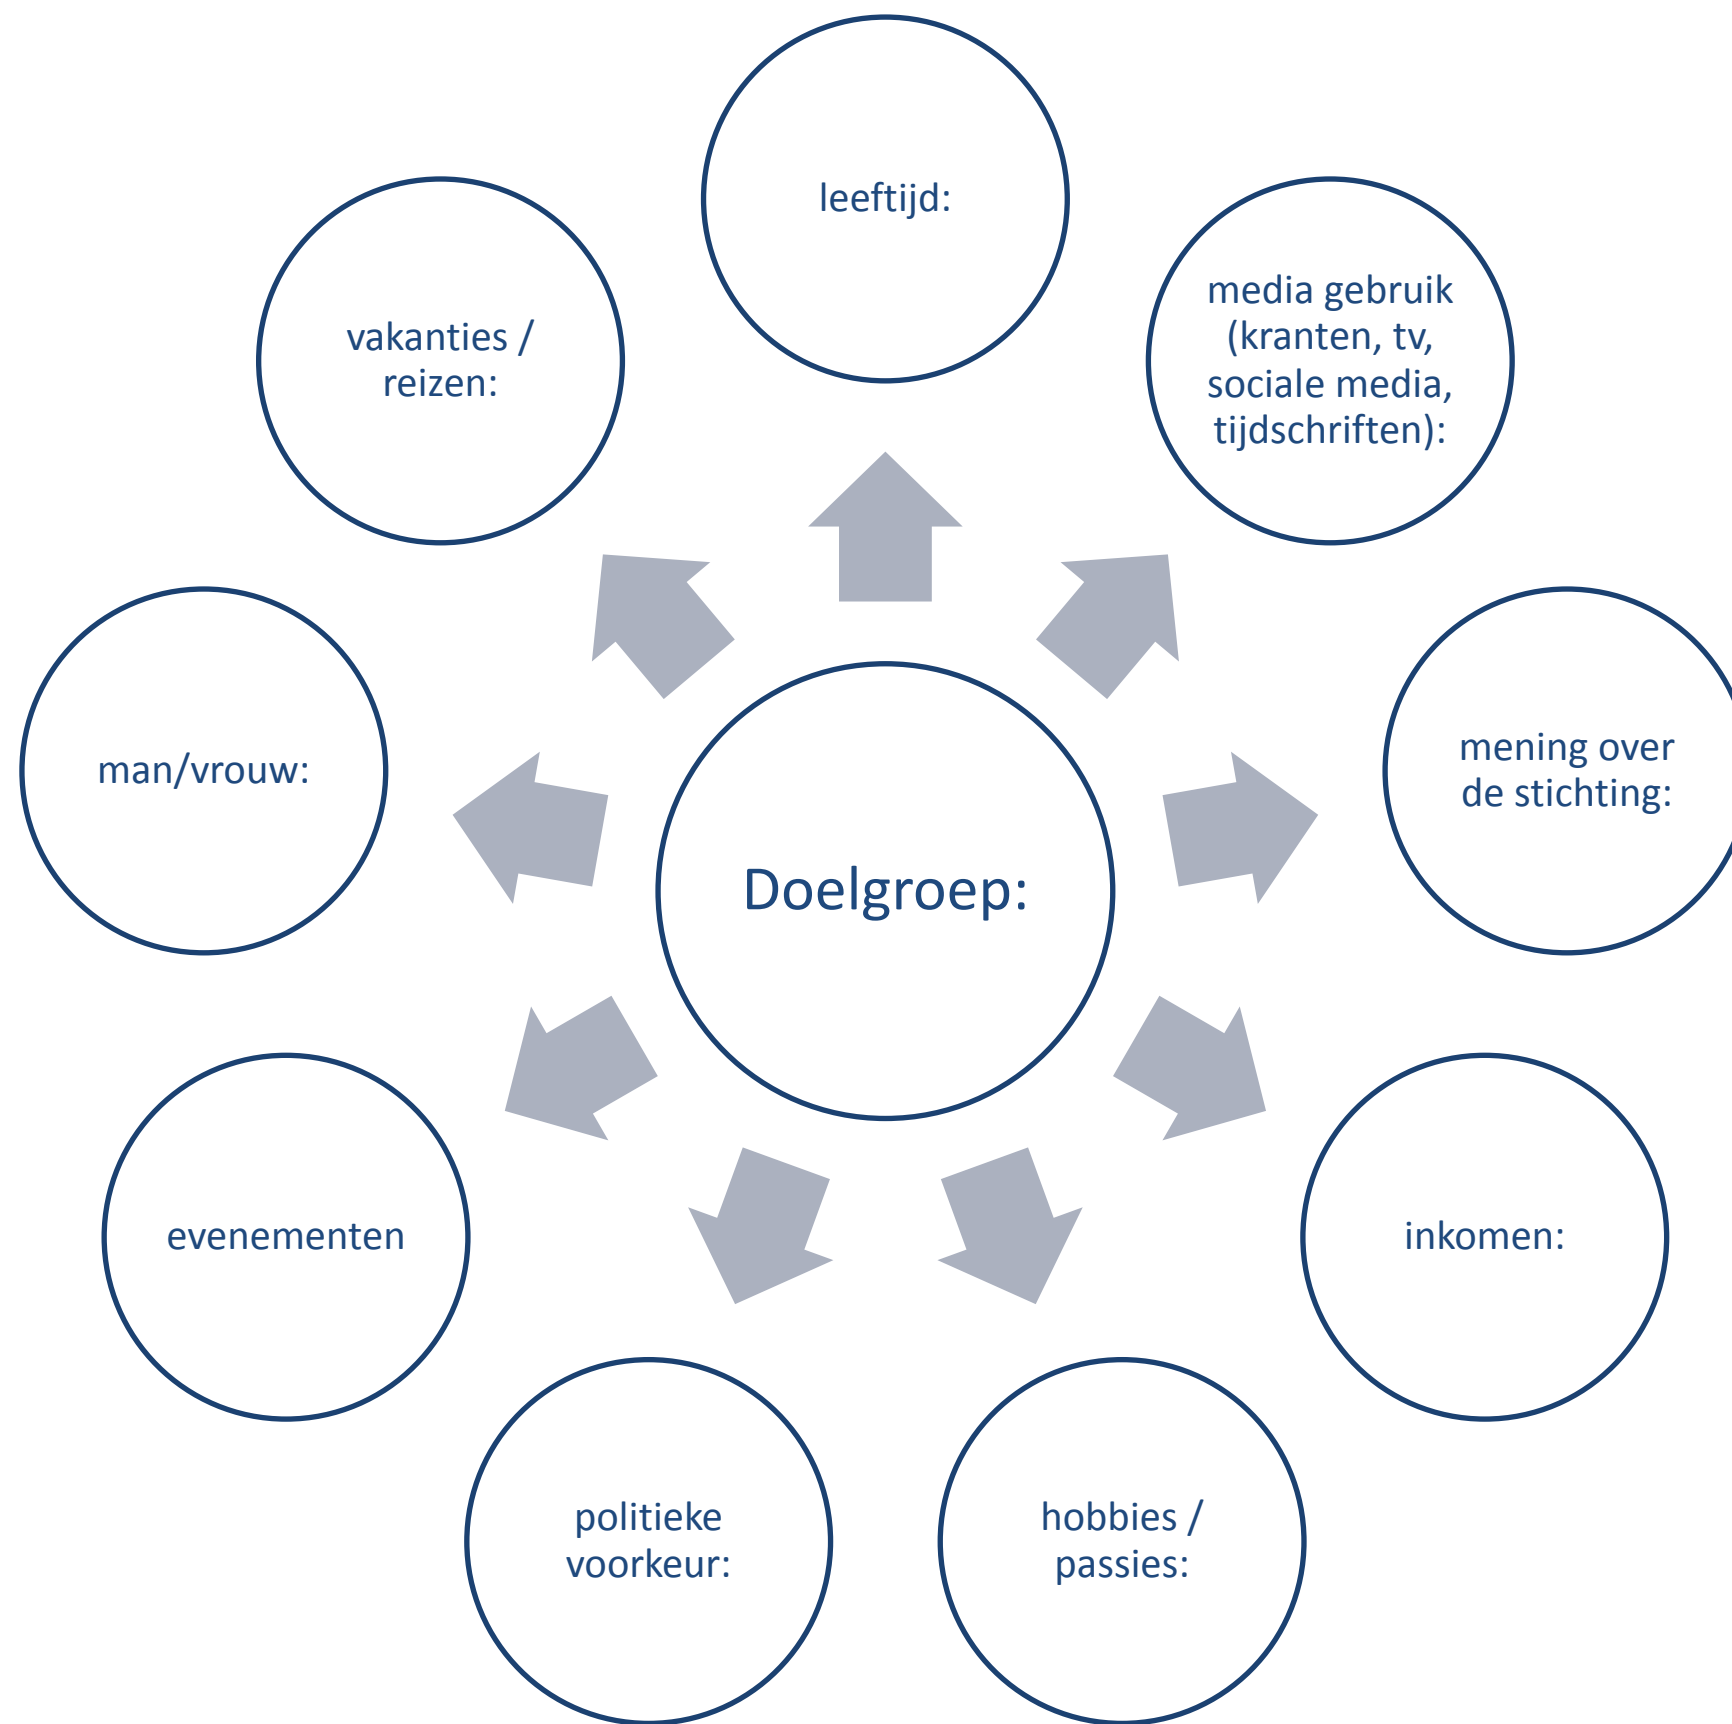 leeftijd:
media gebruik
(kranten, tv,
sociale media,
tijdschriften):
vakanties /
reizen:
man/vrouw:
mening over
de stichting:
Doelgroep:
evenementen
inkomen:
politieke
voorkeur:
hobbies /
passies: